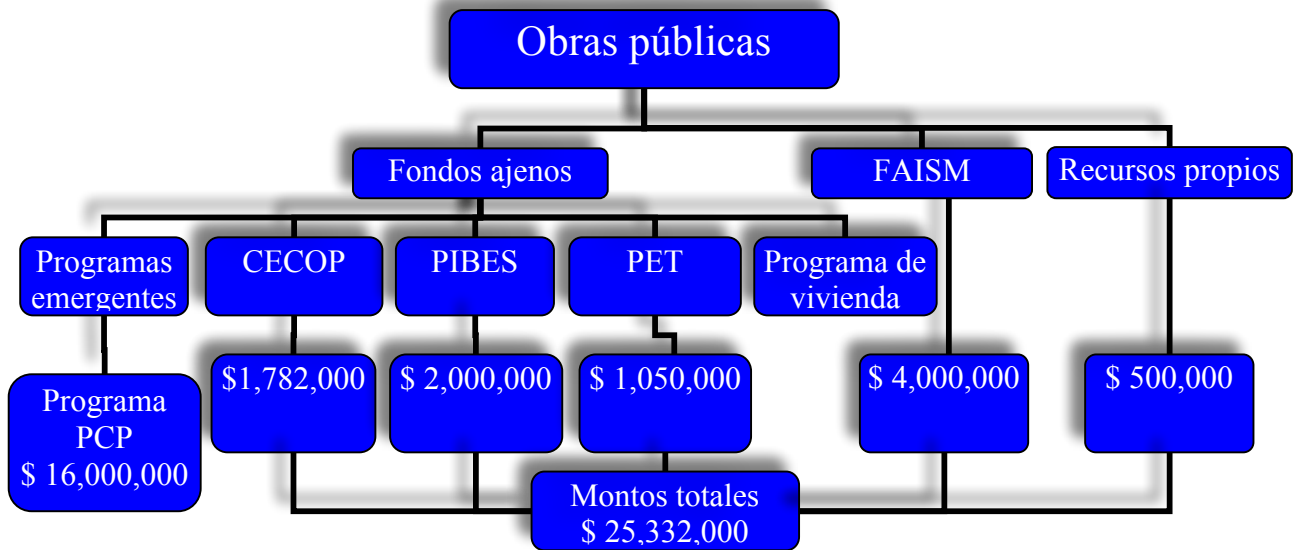 Obras públicas
Fondos ajenos
FAISM
Recursos propios
Programas
emergentes
CECOP
PIBES
PET
Programa de
vivienda
Programa
PCP
$ 16,000,000
$1,782,000
$ 2,000,000
$ 1,050,000
$ 4,000,000
$ 500,000
Montos totales
$ 25,332,000